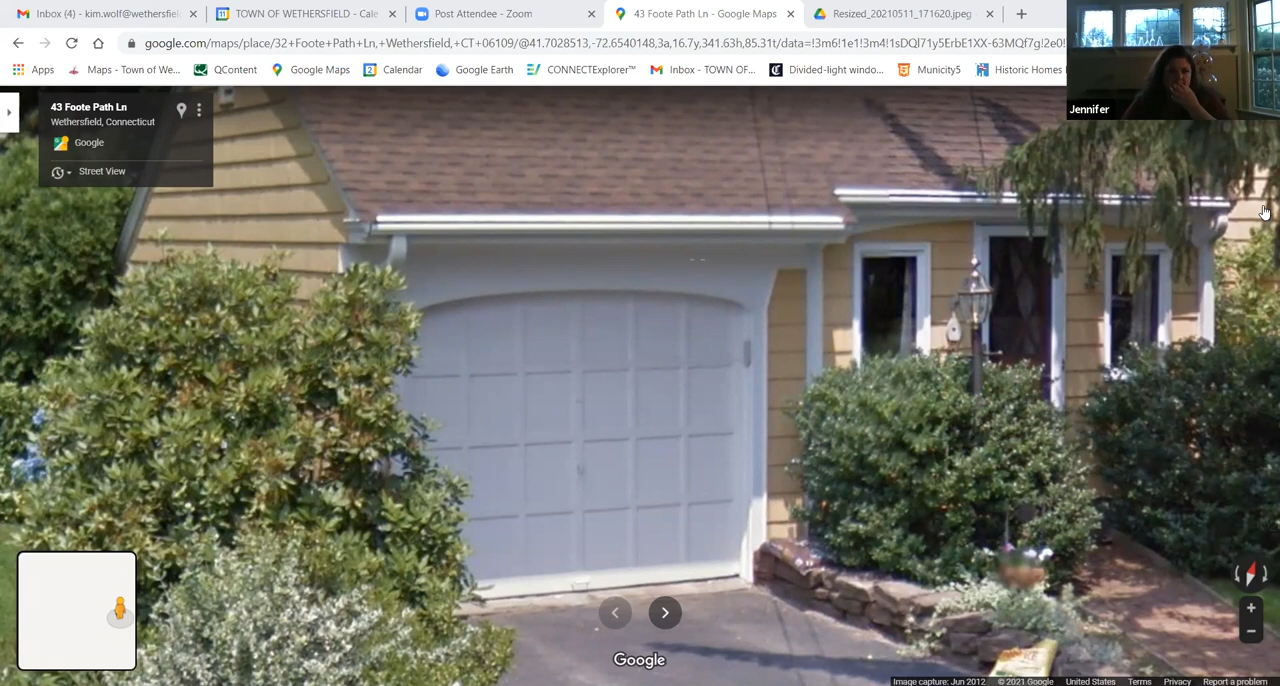 Inbox (4) - kim.wolf@wethersfiel
TOWN OF WETHERSFIELD - Cale
Post Attendee - Zoom
43 Foote Path Ln - Google Maps
Resized_20210511_171620.jpeg
google.com/maps/place/32+Foote+Path+Ln,+Wethersfield,+CT+06109/@41.7028513,-72.6540148,3a,16.7y,341.63h,85.31t/data=!3m6!1e1!3m4!1sDQl71y5ErbE1XX-63MQf7g!2e0!
Apps
Maps - Town of We...
QContent
Google Maps
Calendar
Google Earth
CONNECTExplorer™
Inbox - TOWN OF...
Divided-light windo...
Municity5
Historic Homes
Jennifer
43 Foote Path Ln
Wethersfield, Connecticut
Google
Street View
Google
Image capture: Jun 2012
© 2021 Google
United States
Terms
Privacy
Report a problem